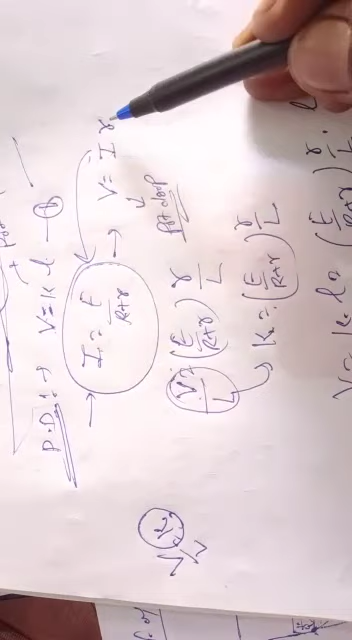 P.D. → V = K l — ①
→ I = E/(R+r) → V = I r
↓
Pot drop
V/L = (E/(R+r)) r/L
K = (E/(R+r)) r/L
V = K l = (E/(R+r)) r/L .